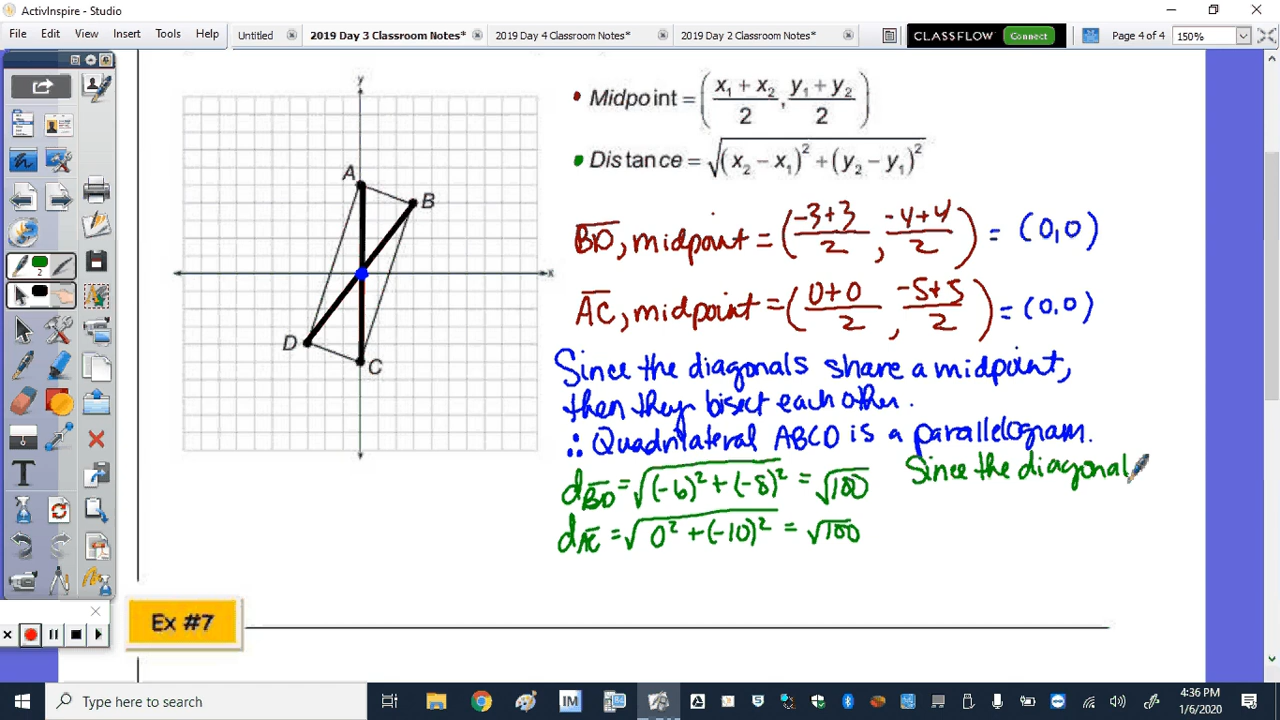 ActivInspire - Studio
File Edit View Insert Tools Help Untitled 2019 Day 3 Classroom Notes* 2019 Day 4 Classroom Notes* 2019 Day 2 Classroom Notes* CLASSFLOW Connect Page 4 of 4 150%
y
x
A
B
C
D
• Midpoint = ( (x₁ + x₂)/2 , (y₁ + y₂)/2 )
• Distance = √((x₂ − x₁)² + (y₂ − y₁)²)
B̅D̅, midpoint = ( (-3+3)/2 , (-4+4)/2 ) = (0,0)
A̅C̅, midpoint = ( (0+0)/2 , (-5+5)/2 ) = (0,0)
Since the diagonals share a midpoint,
then they bisect each other.
∴ Quadrilateral ABCD is a parallelogram.
d B̅D̅ = √((-6)² + (-8)²) = √100
Since the diagonal
d A̅C̅ = √(0² + (-10)²) = √100
2
T
Ex #7
Type here to search
IM
5
4:36 PM
1/6/2020